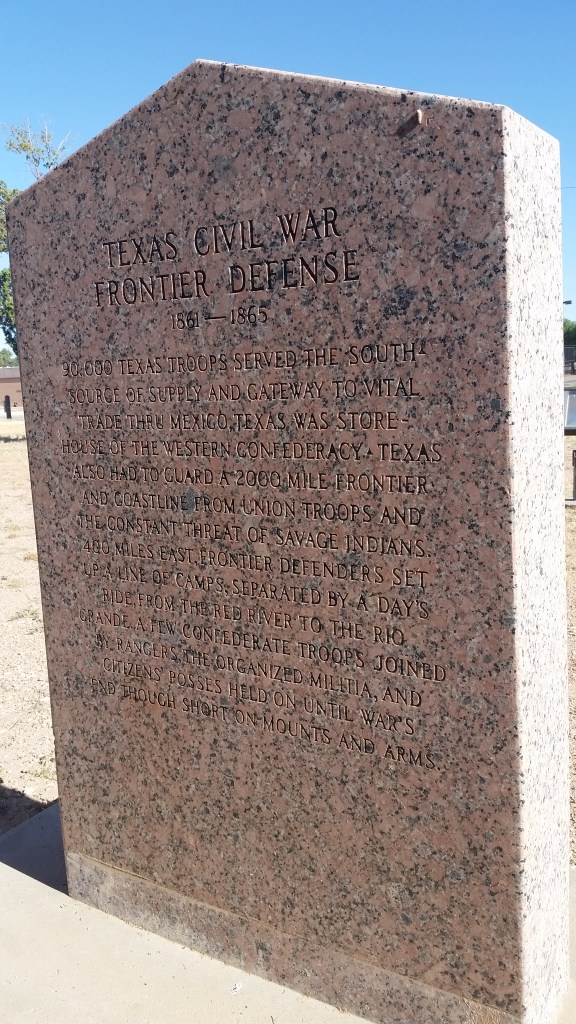 TEXAS CIVIL WAR
FRONTIER DEFENSE
1861 — 1865
90,000 TEXAS TROOPS SERVED THE SOUTH-
SOURCE OF SUPPLY AND GATEWAY TO VITAL
TRADE THRU MEXICO, TEXAS WAS STORE-
HOUSE OF THE WESTERN CONFEDERACY. TEXAS
ALSO HAD TO GUARD A 2000 MILE FRONTIER
AND COASTLINE FROM UNION TROOPS AND
THE CONSTANT THREAT OF SAVAGE INDIANS.
400 MILES EAST, FRONTIER DEFENDERS SET
UP A LINE OF CAMPS, SEPARATED BY A DAY'S
RIDE, FROM THE RED RIVER TO THE RIO
GRANDE. A FEW CONFEDERATE TROOPS JOINED
BY RANGERS, THE ORGANIZED MILITIA, AND
CITIZENS' POSSES HELD ON UNTIL WAR'S
END THOUGH SHORT ON MOUNTS AND ARMS.